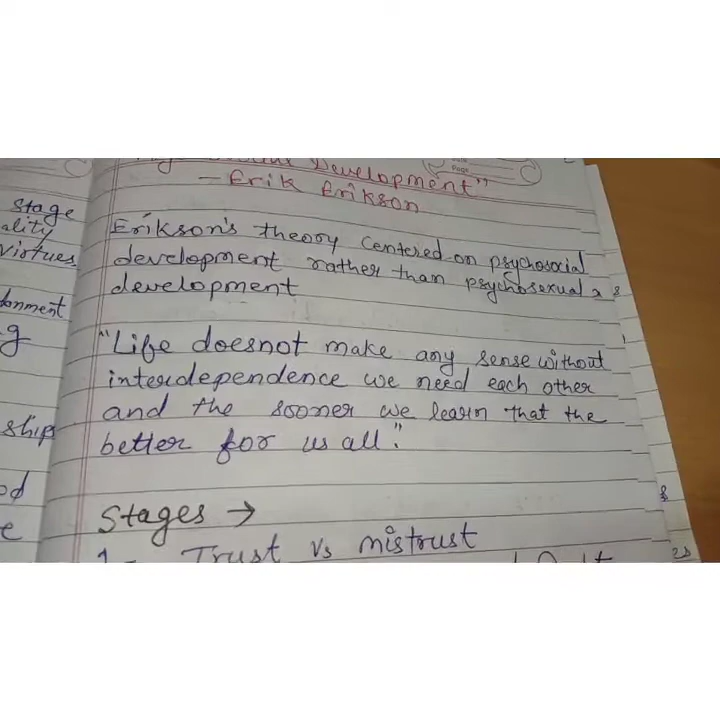 Development"
- Erik Erikson
Erikson's theory centered on psychosocial
development rather than psychosexual
development
"Life doesnot make any sense without
interdependence we need each other
and the sooner we learn that the
better for us all."
Stages →
1. Trust vs mistrust
stage
ality
virtues
ship